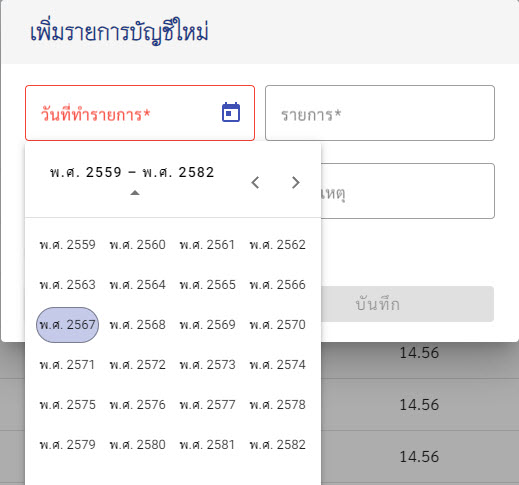 เพิ่มรายการบัญชีใหม่
วันที่ทำรายการ*
รายการ*
พ.ศ. 2559 – พ.ศ. 2582
เหตุ
พ.ศ. 2559 พ.ศ. 2560 พ.ศ. 2561 พ.ศ. 2562
พ.ศ. 2563 พ.ศ. 2564 พ.ศ. 2565 พ.ศ. 2566
บันทึก
พ.ศ. 2567 พ.ศ. 2568 พ.ศ. 2569 พ.ศ. 2570
14.56
พ.ศ. 2571 พ.ศ. 2572 พ.ศ. 2573 พ.ศ. 2574
14.56
พ.ศ. 2575 พ.ศ. 2576 พ.ศ. 2577 พ.ศ. 2578
พ.ศ. 2579 พ.ศ. 2580 พ.ศ. 2581 พ.ศ. 2582
14.56